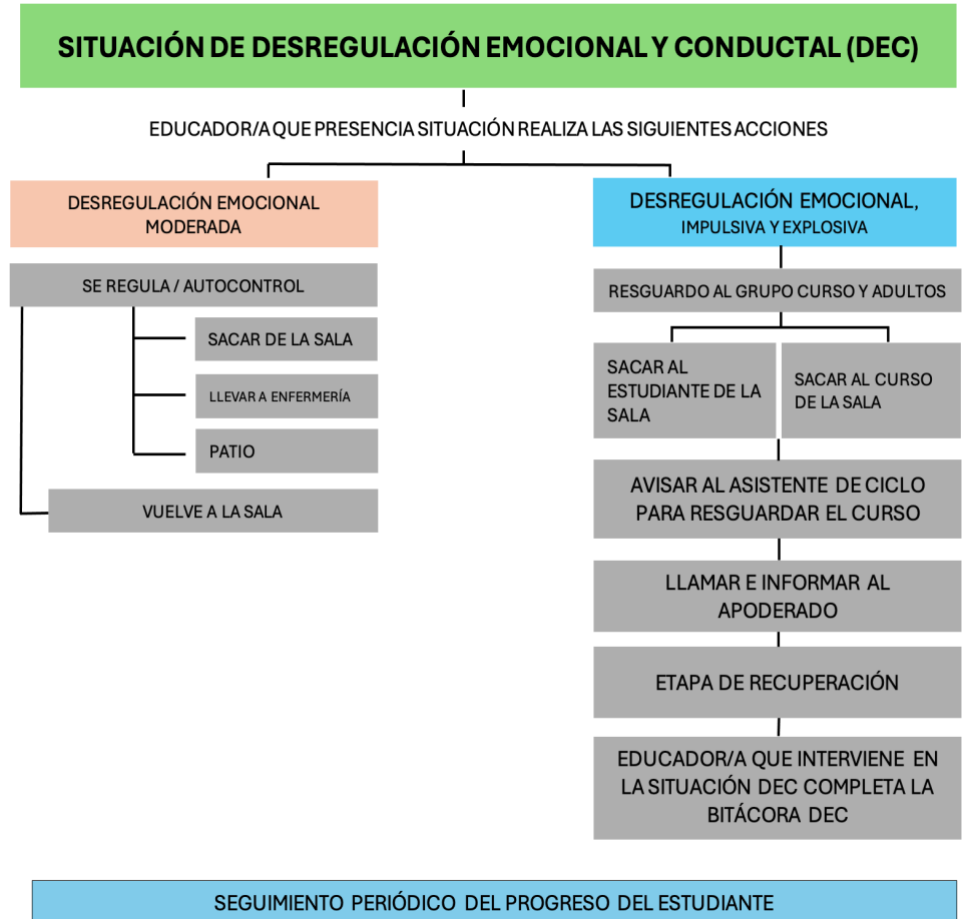 SITUACIÓN DE DESREGULACIÓN EMOCIONAL Y CONDUCTAL (DEC)
EDUCADOR/A QUE PRESENCIA SITUACIÓN REALIZA LAS SIGUIENTES ACCIONES
DESREGULACIÓN EMOCIONAL
MODERADA
SE REGULA / AUTOCONTROL
SACAR DE LA SALA
LLEVAR A ENFERMERÍA
PATIO
VUELVE A LA SALA
DESREGULACIÓN EMOCIONAL,
IMPULSIVA Y EXPLOSIVA
RESGUARDO AL GRUPO CURSO Y ADULTOS
SACAR AL
ESTUDIANTE DE LA
SALA
SACAR AL CURSO
DE LA SALA
AVISAR AL ASISTENTE DE CICLO
PARA RESGUARDAR EL CURSO
LLAMAR E INFORMAR AL
APODERADO
ETAPA DE RECUPERACIÓN
EDUCADOR/A QUE INTERVIENE EN
LA SITUACIÓN DEC COMPLETA LA
BITÁCORA DEC
SEGUIMIENTO PERIÓDICO DEL PROGRESO DEL ESTUDIANTE